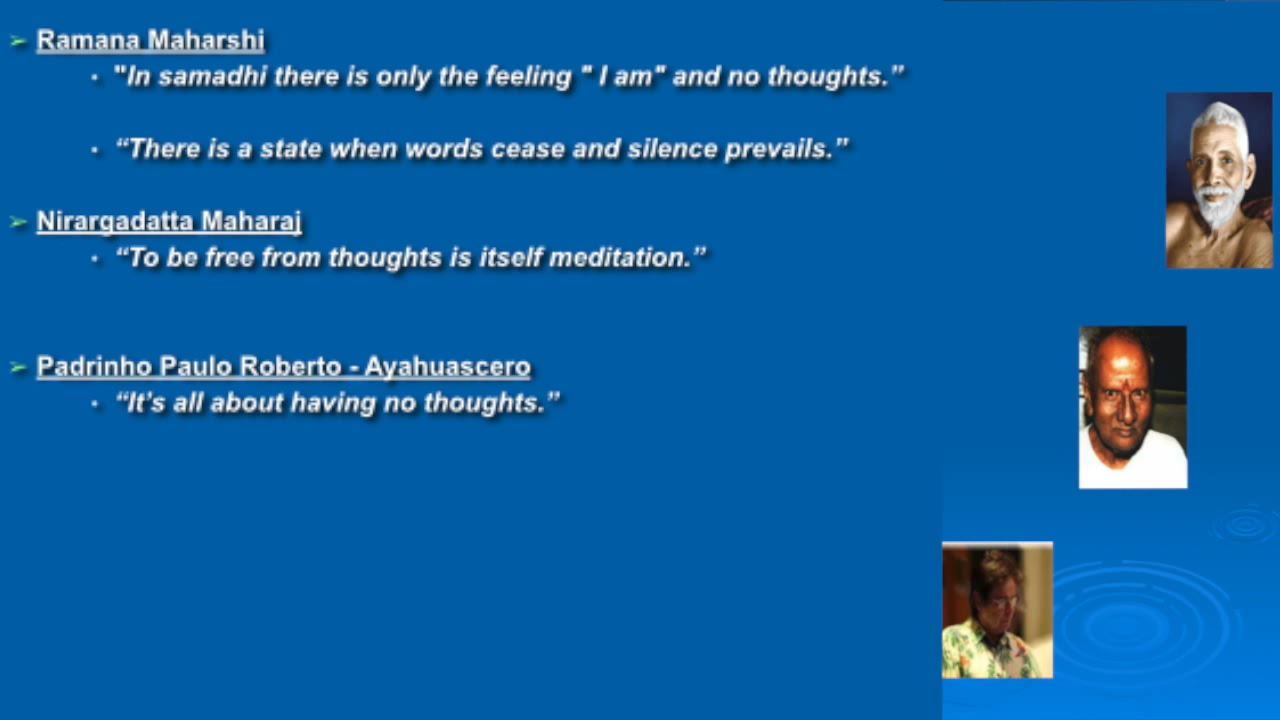 Ramana Maharshi
"In samadhi there is only the feeling " I am" and no thoughts.”
“There is a state when words cease and silence prevails.”
Nirargadatta Maharaj
“To be free from thoughts is itself meditation.”
Padrinho Paulo Roberto - Ayahuascero
“It’s all about having no thoughts.”